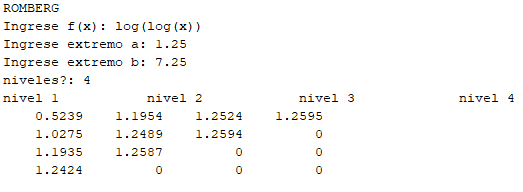 ROMBERG
Ingrese f(x): log(log(x))
Ingrese extremo a: 1.25
Ingrese extremo b: 7.25
niveles?: 4
nivel 1 nivel 2 nivel 3 nivel 4
0.5239 1.1954 1.2524 1.2595
1.0275 1.2489 1.2594 0
1.1935 1.2587 0 0
1.2424 0 0 0